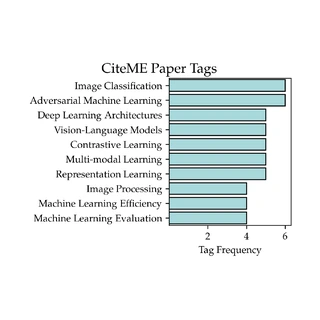 CiteME Paper Tags
Image Classification
Adversarial Machine Learning
Deep Learning Architectures
Vision-Language Models
Contrastive Learning
Multi-modal Learning
Representation Learning
Image Processing
Machine Learning Efficiency
Machine Learning Evaluation
2 4 6
Tag Frequency